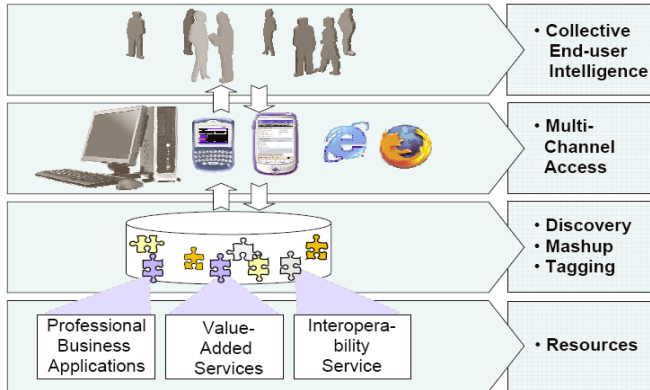 • Collective
End-user
Intelligence
• Multi-
Channel
Access
• Discovery
• Mashup
• Tagging
Professional
Business
Applications
Value-
Added
Services
Interopera-
bility
Service
• Resources